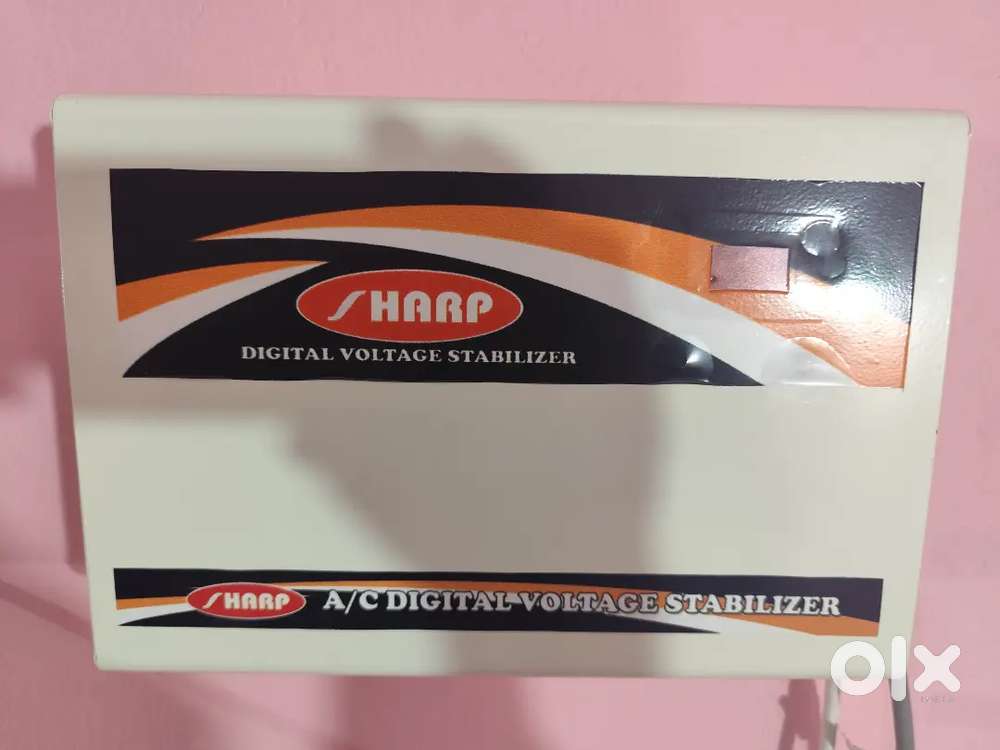 SHARP
DIGITAL VOLTAGE STABILIZER
SHARP A/C DIGITAL VOLTAGE STABILIZER
olx